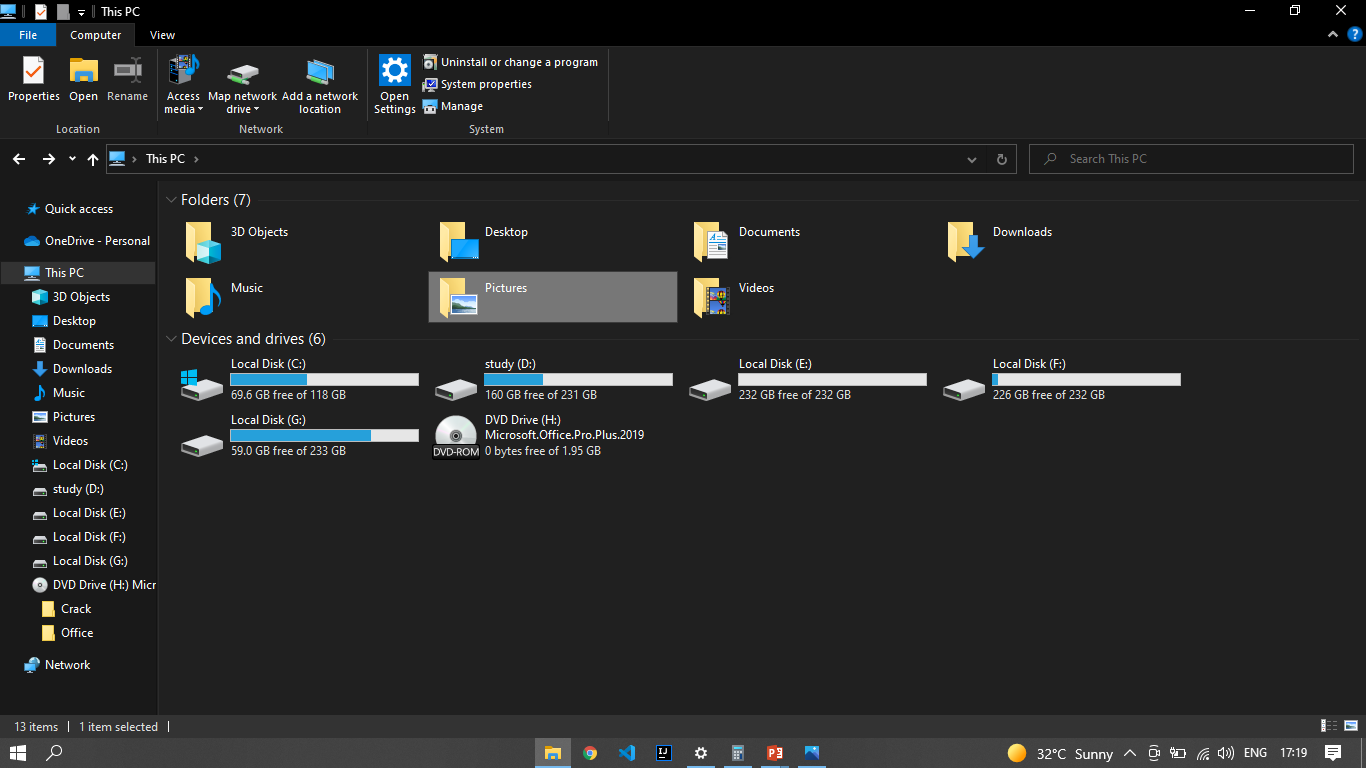 This PC
File
Computer
View
Properties
Open
Rename
Access media
Map network drive
Add a network location
Open Settings
Uninstall or change a program
System properties
Manage
Location
Network
System
This PC
Search This PC
Quick access
OneDrive - Personal
This PC
3D Objects
Desktop
Documents
Downloads
Music
Pictures
Videos
Local Disk (C:)
study (D:)
Local Disk (E:)
Local Disk (F:)
Local Disk (G:)
DVD Drive (H:) Micr
Crack
Office
Network
Folders (7)
3D Objects
Desktop
Documents
Downloads
Music
Pictures
Videos
Devices and drives (6)
Local Disk (C:)
69.6 GB free of 118 GB
study (D:)
160 GB free of 231 GB
Local Disk (E:)
232 GB free of 232 GB
Local Disk (F:)
226 GB free of 232 GB
Local Disk (G:)
59.0 GB free of 233 GB
DVD-ROM
DVD Drive (H:)
Microsoft.Office.Pro.Plus.2019
0 bytes free of 1.95 GB
13 items
1 item selected
32°C Sunny
ENG
17:19